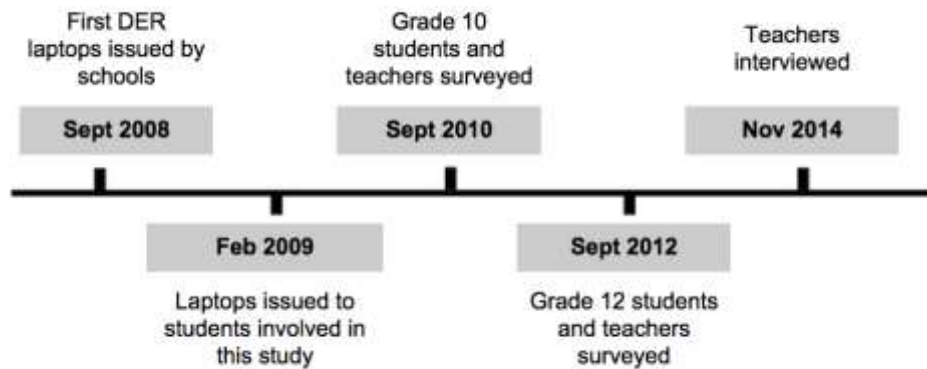 First DER
laptops issued by
schools
Sept 2008
Grade 10
students and
teachers surveyed
Sept 2010
Teachers
interviewed
Nov 2014
Feb 2009
Laptops issued to
students involved in
this study
Sept 2012
Grade 12 students
and teachers
surveyed